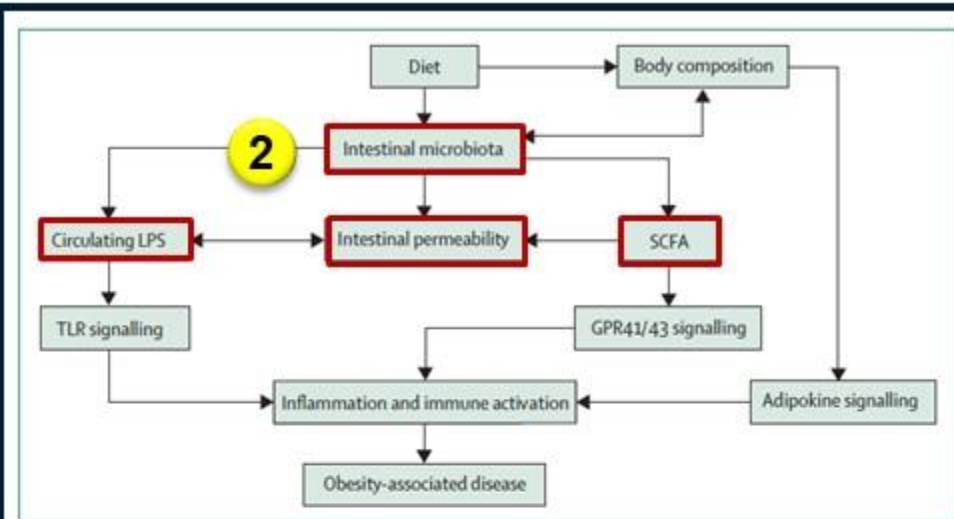 Diet
Body composition
2
Intestinal microbiota
Circulating LPS
Intestinal permeability
SCFA
TLR signalling
GPR41/43 signalling
Inflammation and immune activation
Adipokine signalling
Obesity-associated disease